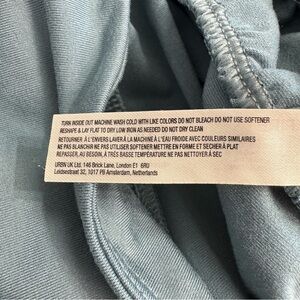 TURN INSIDE OUT MACHINE WASH COLD WITH LIKE COLORS DO NOT BLEACH DO NOT USE SOFTENER
RESHAPE & LAY FLAT TO DRY LOW IRON AS NEEDED DO NOT DRY CLEAN
RETOURNER À L'ENVERS LAVER À LA MACHINE À L'EAU FROIDE AVEC COULEURS SIMILAIRES
NE PAS BLANCHIR NE PAS UTILISER D'ADOUCISSANT METTRE EN FORME ET SÉCHER À PLAT
REPASSER, AU BESOIN, À TRÈS BASSE TEMPÉRATURE NE PAS NETTOYER À SEC
URBN UK Ltd. 146 Brick Lane, London E1 6RU
Leidsestraat 32, 1017 PB Amsterdam, Netherlands